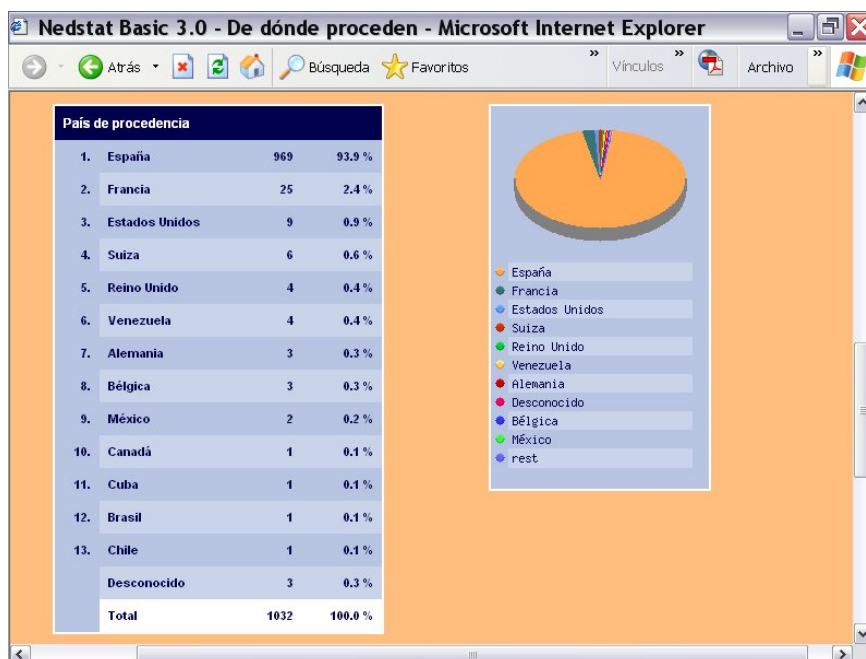 Nedstat Basic 3.0 - De dónde proceden - Microsoft Internet Explorer
Atrás Búsqueda Favoritos » Vínculos » Archivo »
País de procedencia
1. España 969 93.9 %
2. Francia 25 2.4 %
3. Estados Unidos 9 0.9 %
4. Suiza 6 0.6 %
5. Reino Unido 4 0.4 %
6. Venezuela 4 0.4 %
7. Alemania 3 0.3 %
8. Bélgica 3 0.3 %
9. México 2 0.2 %
10. Canadá 1 0.1 %
11. Cuba 1 0.1 %
12. Brasil 1 0.1 %
13. Chile 1 0.1 %
Desconocido 3 0.3 %
Total 1032 100.0 %
España
Francia
Estados Unidos
Suiza
Reino Unido
Venezuela
Alemania
Desconocido
Bélgica
México
rest